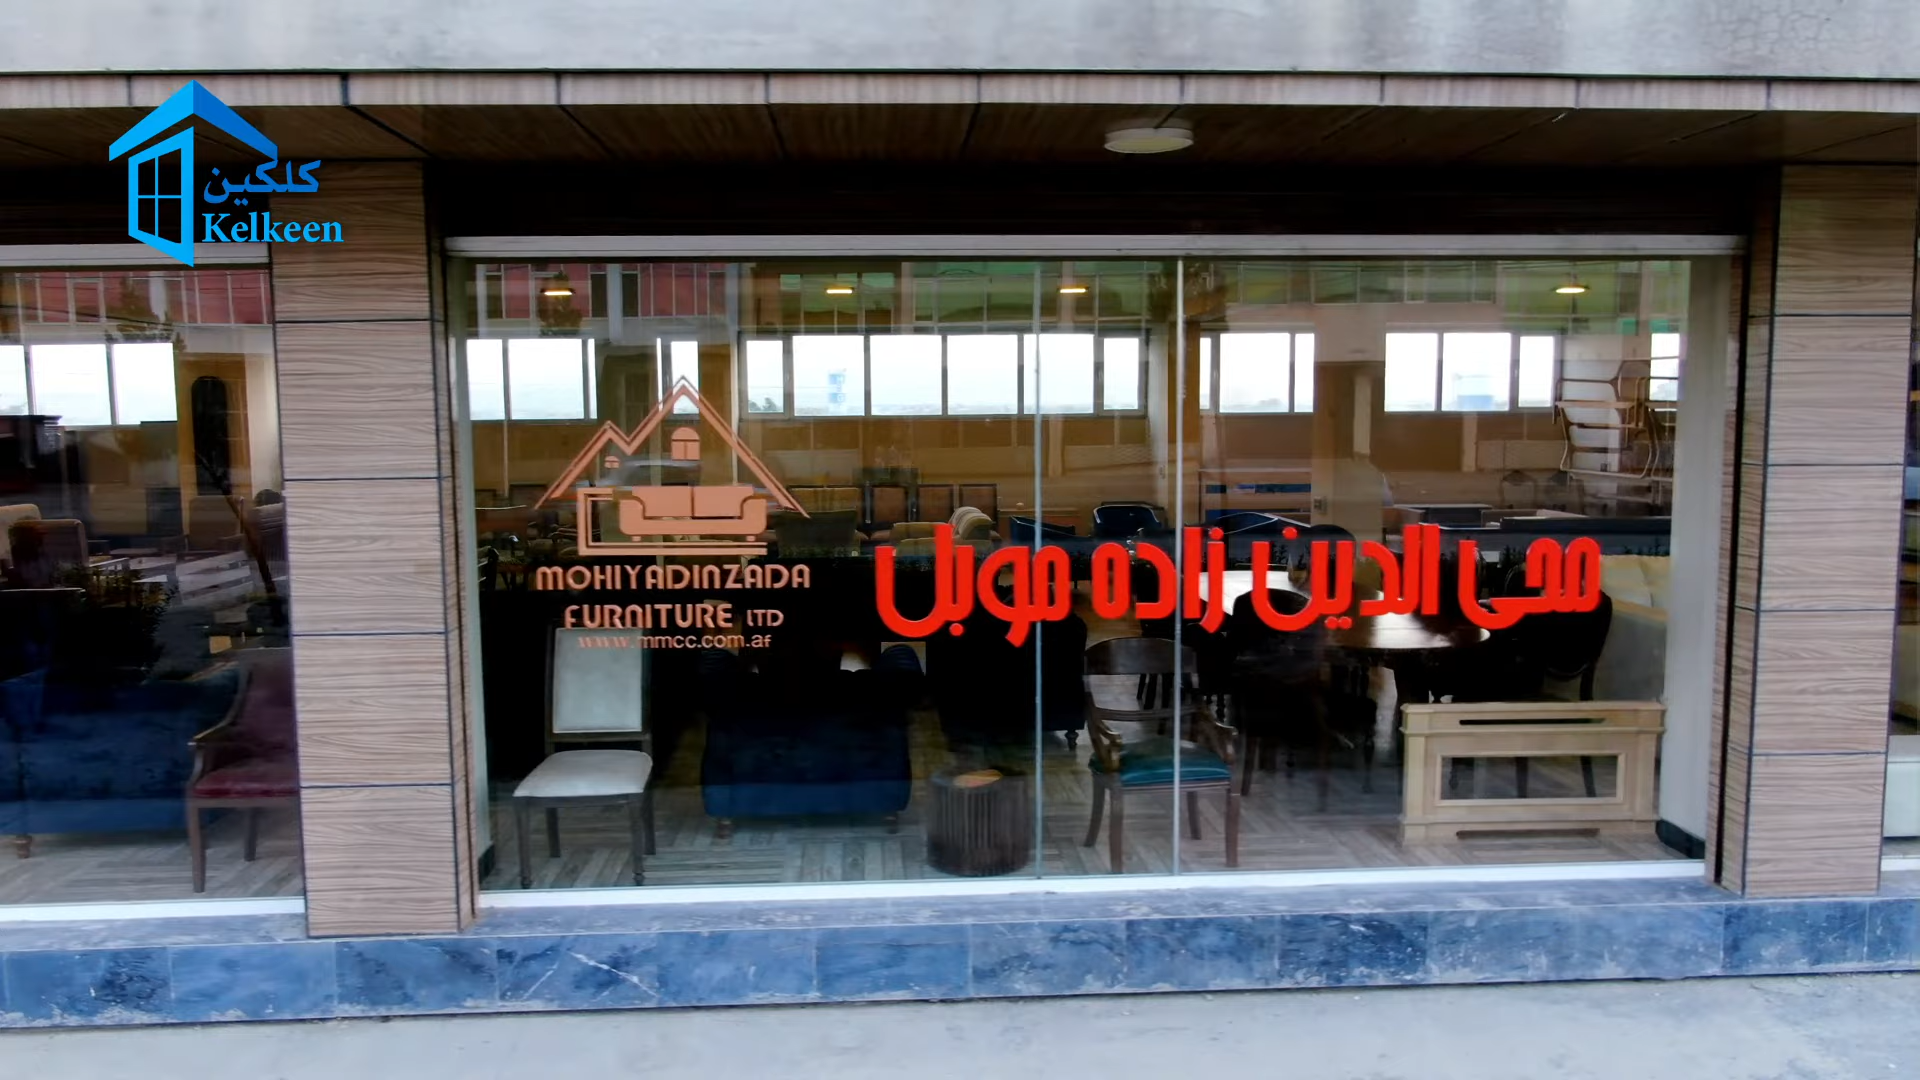 کلکین
Kelkeen
MOHIYADINZADA
FURNITURE LTD
www.mmcc.com.af
محی الدین زاده موبل